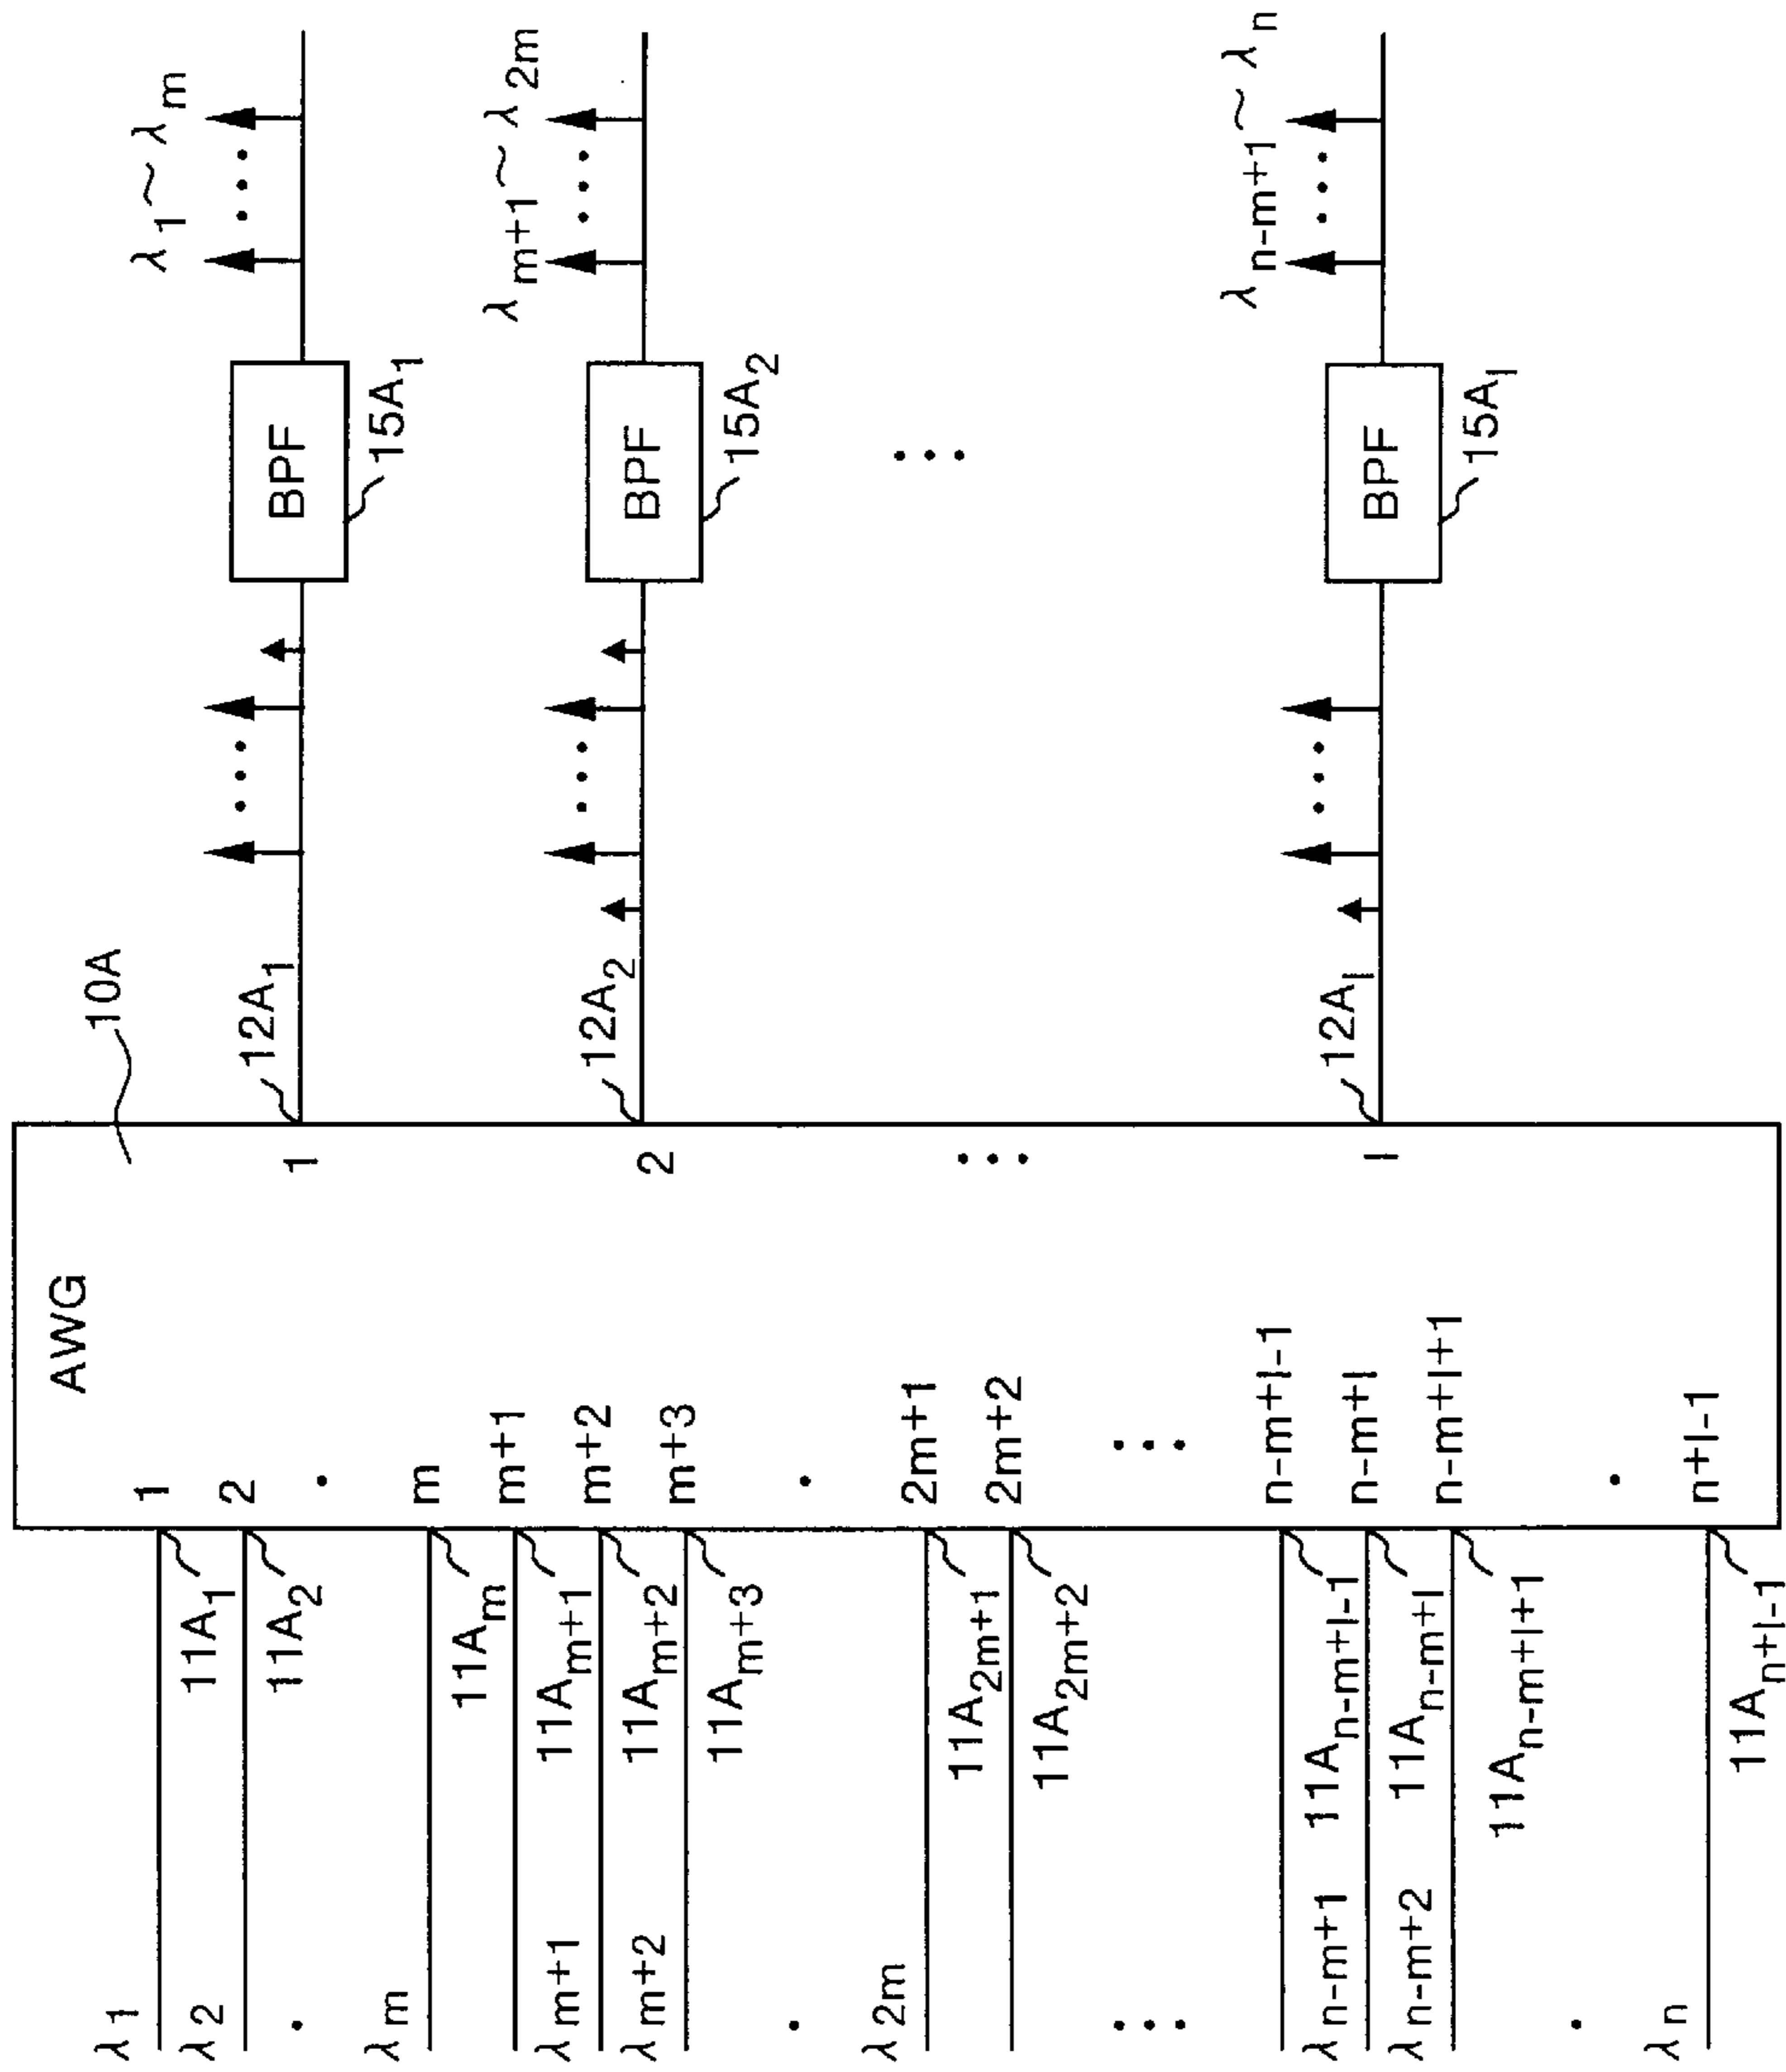 AWG
10A
λ1
λ2
λm
λm+1
λm+2
λ2m
λn-m+1
λn-m+2
λn
11A1
11A2
11Am
11Am+1
11Am+2
11Am+3
11A2m+1
11A2m+2
11An-m+l-1
11An-m+l
11An-m+l+1
11An+l-1
1
2
m
m+1
m+2
m+3
2m+1
2m+2
n-m+l-1
n-m+l
n-m+l+1
n+l-1
1
2
l
12A1
12A2
12Al
BPF
15A1
BPF
15A2
BPF
15Al
λ1~λm
λm+1~λ2m
λn-m+1~λn